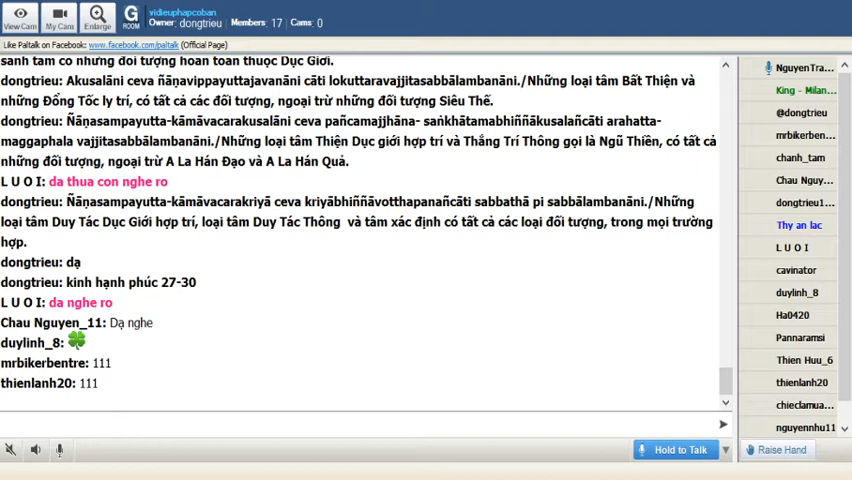 vidieuphapcoban
Owner: dongtrieu Members: 17 Cams: 0
View Cam My Cam Enlarge G ROOM
Like Paltalk on Facebook: www.facebook.com/paltalk (Official Page)
sanh tâm có những đối tượng hoàn toàn thuộc Dục Giới.
dongtrieu: Akusalāni ceva ñāṇavippayuttajavanāni cāti lokuttaravajjitasabbālambanāni./Những loại tâm Bất Thiện và
những Đổng Tốc ly trí, có tất cả các đối tượng, ngoại trừ những đối tượng Siêu Thế.
dongtrieu: Ñāṇasampayutta-kāmāvacarakusalāni ceva pañcamajjhāna- saṅkhātamabhiññākusalañcāti arahatta-
maggaphala vajjitasabbālambanāni./Những loại tâm Thiện Dục giới hợp trí và Thắng Trí Thông gọi là Ngũ Thiền, có tất cả
những đối tượng, ngoại trừ A La Hán Đạo và A La Hán Quả.
L U O I: da thua con nghe ro
dongtrieu: Ñāṇasampayutta-kāmāvacarakriyā ceva kriyābhiññāvotthapanañcāti sabbathā pi sabbālambanāni./Những
loại tâm Duy Tác Dục Giới hợp trí, loại tâm Duy Tác Thông và tâm xác định có tất cả các loại đối tượng, trong mọi trường
hợp.
dongtrieu: dạ
dongtrieu: kinh hạnh phúc 27-30
L U O I: da nghe ro
Chau Nguyen_11: Dạ nghe
duylinh_8:
mrbikerbentre: 111
thienlanh20: 111
Hold to Talk
NguyenTra...
King - Milan...
@dongtrieu
mrbikerben...
chanh_tam
Chau Nguy...
dongtrieu1...
Thy an lac
L U O I
cavinator
duylinh_8
Ha0420
Pannaramsi
Thien Huu_6
thienlanh20
chieclamua...
nguyennhu11
Raise Hand